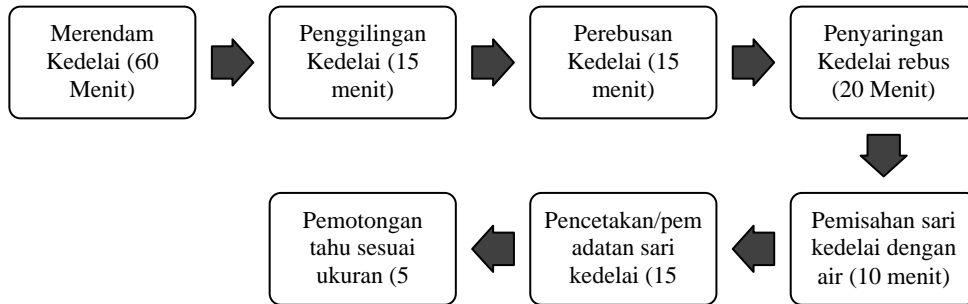 Merendam
Kedelai (60
Menit)
Penggilingan
Kedelai (15
menit)
Perebusan
Kedelai (15
menit)
Penyaringan
Kedelai rebus
(20 Menit)
Pemisahan sari
kedelai dengan
air (10 menit)
Pencetakan/pem
adatan sari
kedelai (15
Pemotongan
tahu sesuai
ukuran (5